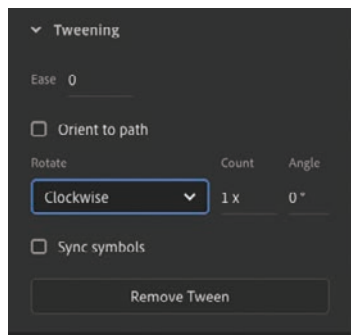 Tweening
Ease 0
Orient to path
Rotate Count Angle
Clockwise 1 x 0 °
Sync symbols
Remove Tween